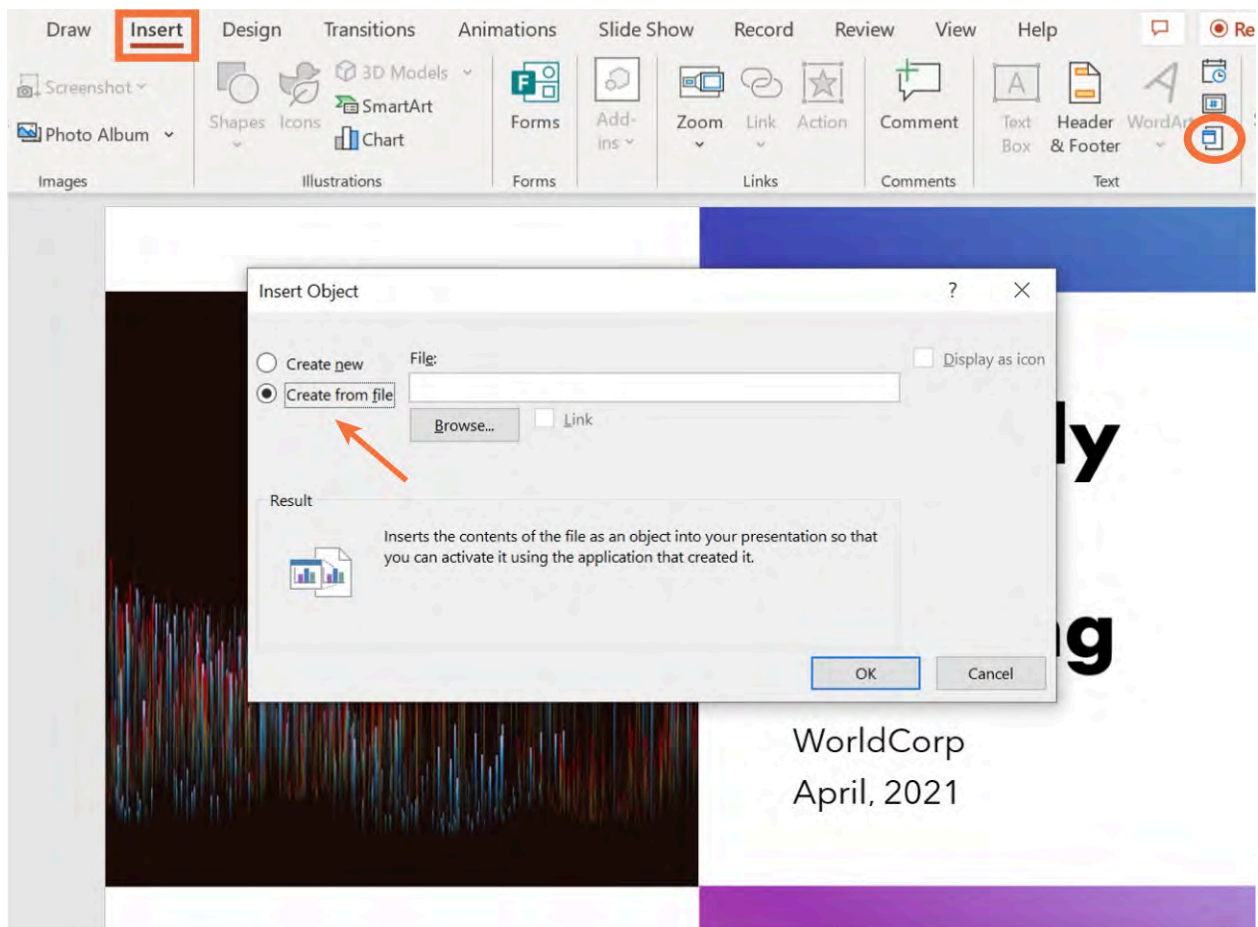 Draw Insert Design Transitions Animations Slide Show Record Review View Help Re
Screenshot
Photo Album
Images
Shapes
Icons
3D Models
SmartArt
Chart
Illustrations
Forms
Forms
Add-
ins
Zoom
Link
Action
Links
Comment
Comments
Text
Box
Header
& Footer
WordArt
Text
Insert Object ?
Create new
Create from file
File:
Browse...
Link
Display as icon
Result
Inserts the contents of the file as an object into your presentation so that
you can activate it using the application that created it.
OK Cancel
ly
ng
WorldCorp
April, 2021